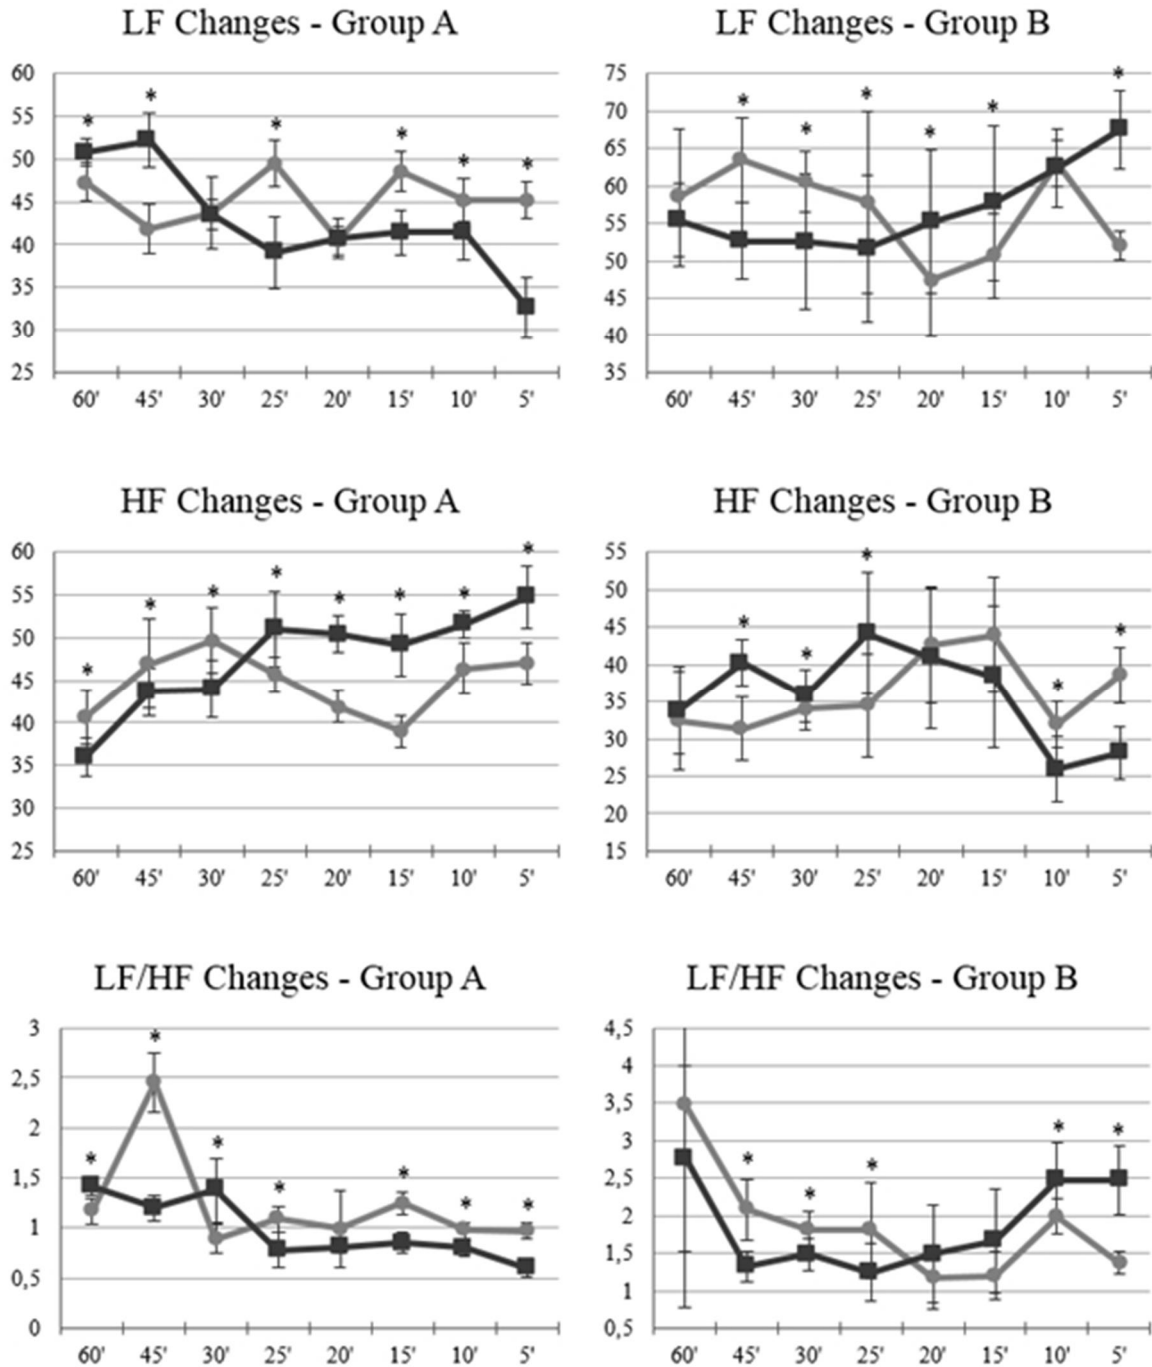 LF Changes - Group A
60
55
50
45
40
35
30
25
* * * * * *
60' 45' 30' 25' 20' 15' 10' 5'
LF Changes - Group B
75
70
65
60
55
50
45
40
35
* * * * * *
60' 45' 30' 25' 20' 15' 10' 5'
HF Changes - Group A
60
55
50
45
40
35
30
25
* * * * * * * *
60' 45' 30' 25' 20' 15' 10' 5'
HF Changes - Group B
55
50
45
40
35
30
25
20
15
* * * * *
60' 45' 30' 25' 20' 15' 10' 5'
LF/HF Changes - Group A
3
2,5
2
1,5
1
0,5
0
* * * * * * *
60' 45' 30' 25' 20' 15' 10' 5'
LF/HF Changes - Group B
4,5
4
3,5
3
2,5
2
1,5
1
0,5
* * * * *
60' 45' 30' 25' 20' 15' 10' 5'